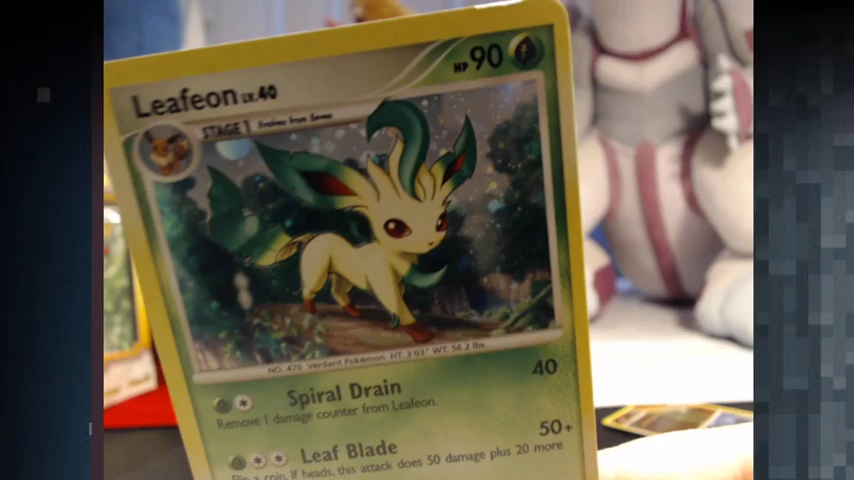 Leafeon LV.40
HP 90
STAGE 1 Evolves from Eevee
NO. 470 Verdant Pokémon HT: 3'03" WT: 56.2 lbs.
Spiral Drain 40
Remove 1 damage counter from Leafeon.
Leaf Blade 50+
Flip a coin. If heads, this attack does 50 damage plus 20 more